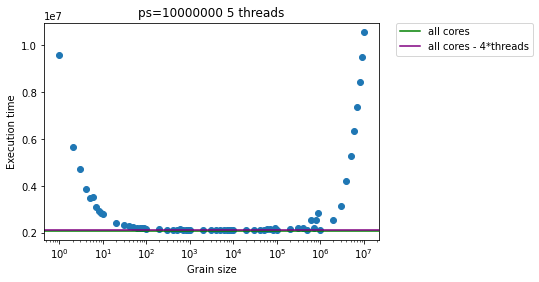 ps=10000000 5 threads
1e7
1.0
0.8
0.6
0.4
0.2
Execution time
10⁰
10¹
10²
10³
10⁴
10⁵
10⁶
10⁷
Grain size
all cores
all cores - 4*threads